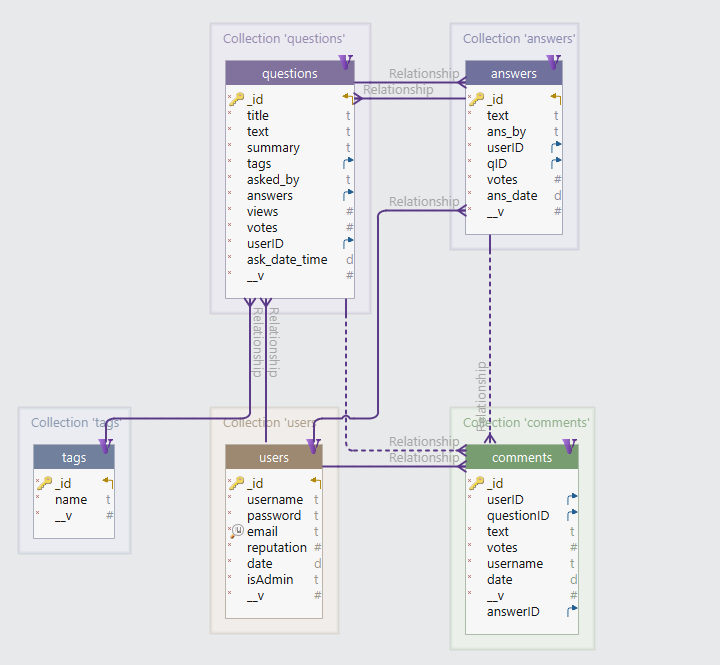 Collection 'questions'
questions
_id
title t
text t
summary t
tags
asked_by t
answers
views #
votes #
userID
ask_date_time d
__v #
Relationship
Relationship
Relationship
Collection 'answers'
answers
_id
text t
ans_by t
userID
qID
votes #
ans_date d
__v #
Relationship
Relationship
Relationship
Collection 'tags'
tags
_id
name t
__v #
Collection 'users
users
_id
username t
password t
email t
reputation #
date d
isAdmin t
__v #
Relationship
Relationship
Collection 'comments'
comments
_id
userID
questionID
text t
votes #
username t
date d
__v #
answerID